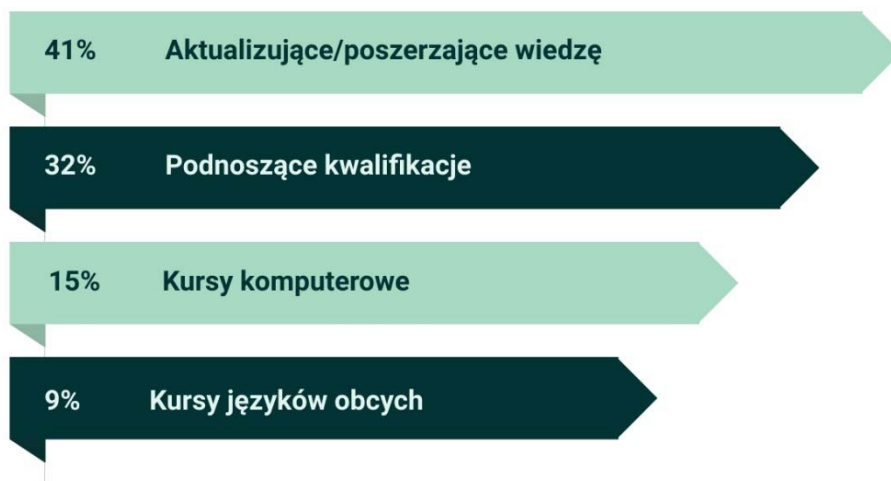 41% Aktualizujące/poszerzające wiedzę
32% Podnoszące kwalifikacje
15% Kursy komputerowe
9% Kursy języków obcych